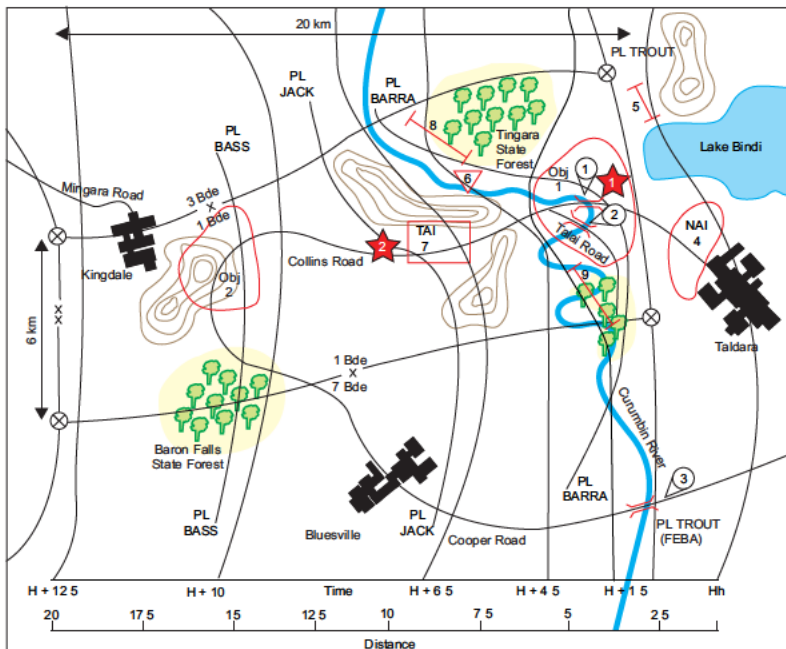 20 km
PL TROUT
PL
JACK
PL
BARRA
5
8
Tingara
State
Forest
Lake Bindi
PL
BASS
Obj
1
1
1
6
Mingara Road
3 Bde
x
1 Bde
2
Talai Road
NAI
4
2
TAI
7
Collins Road
Kingdale
Obj
2
9
Taldara
6 km
x
x
1 Bde
x
7 Bde
Curumbin River
Baron Falls
State Forest
3
PL
BARRA
PL
BASS
Bluesville
PL
JACK
Cooper Road
PL TROUT
(FEBA)
H + 12 5
H + 10
Time
H + 6 5
H + 4 5
H + 1 5
Hh
20
17 5
15
12 5
10
7 5
5
2 5
Distance